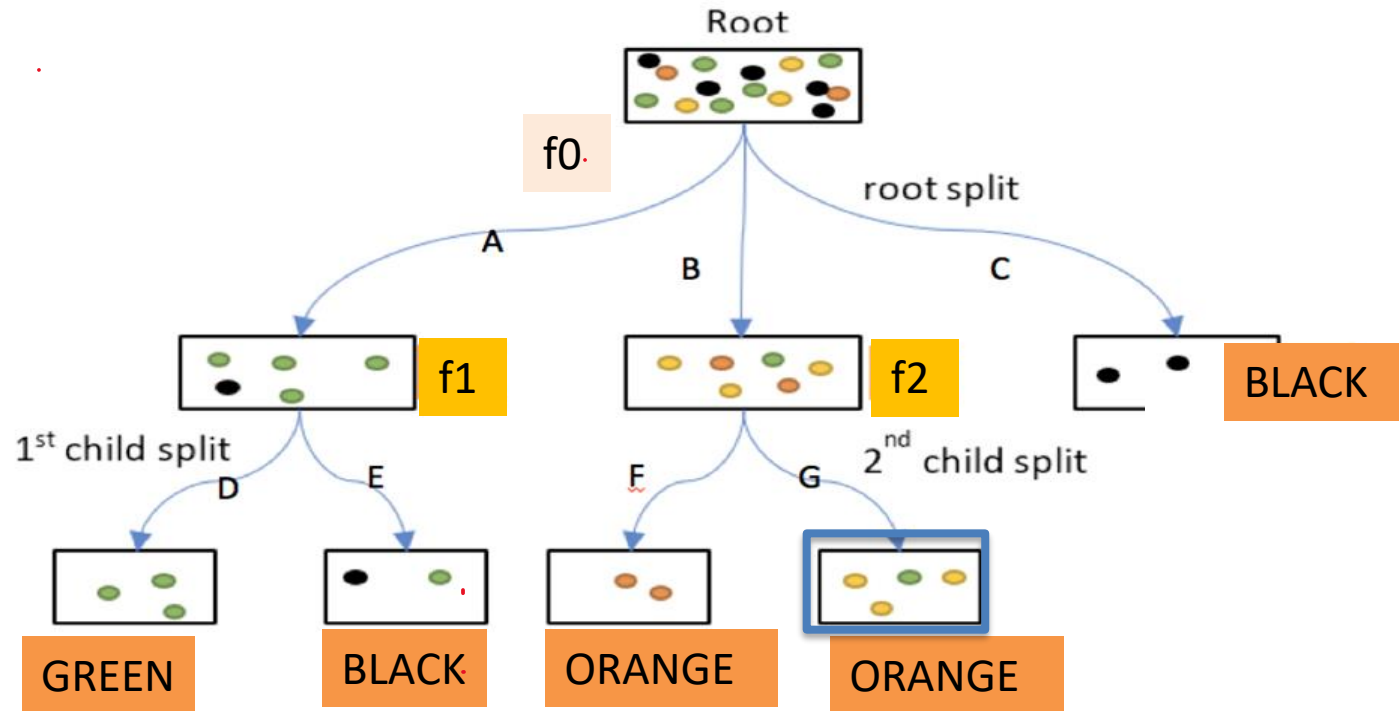 Root
f0
root split
A
B
C
f1
f2
BLACK
1st child split
2nd child split
D
E
F
G
GREEN
BLACK
ORANGE
ORANGE